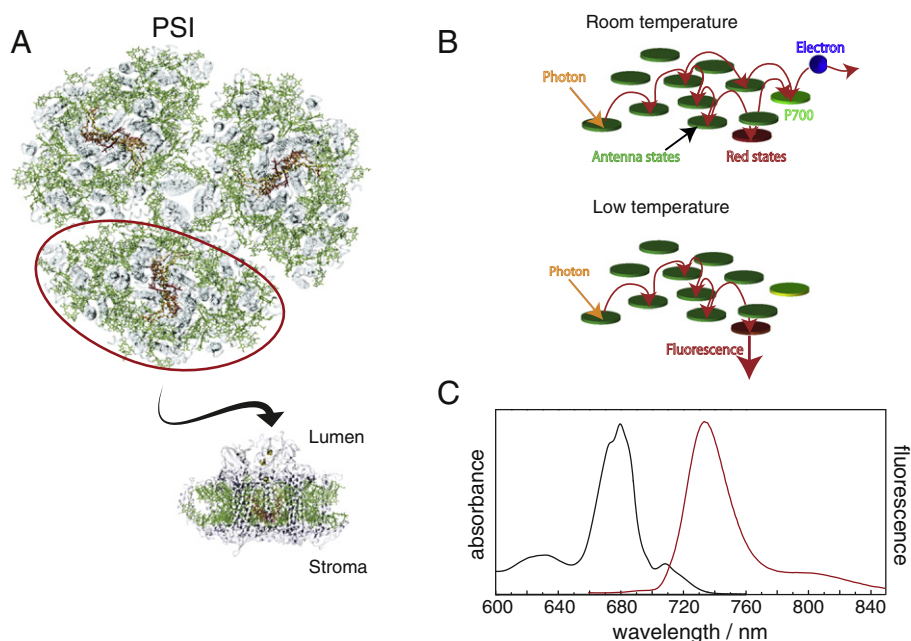 A
PSI
Lumen
Stroma
B
Room temperature
Electron
Photon
P700
Antenna states
Red states
Low temperature
Photon
Fluorescence
C
absorbance
fluorescence
600 640 680 720 760 800 840
wavelength / nm